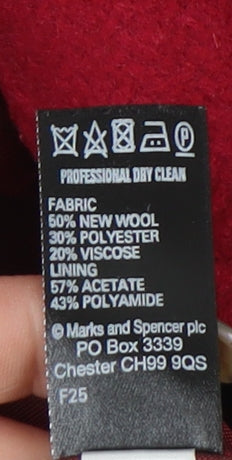 P
PROFESSIONAL DRY CLEAN
FABRIC
50% NEW WOOL
30% POLYESTER
20% VISCOSE
LINING
57% ACETATE
43% POLYAMIDE
© Marks and Spencer plc
PO Box 3339
Chester CH99 9QS
F25